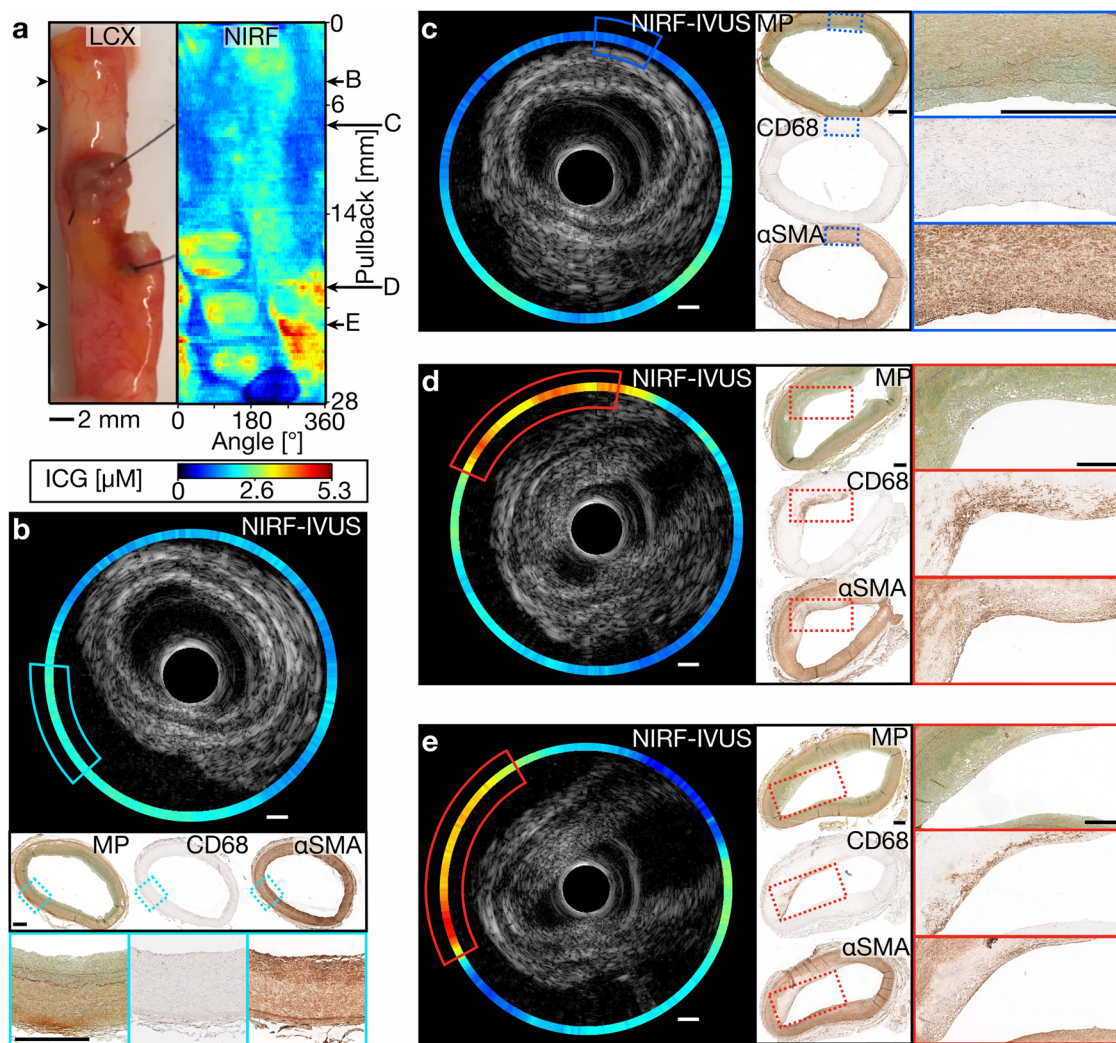 a
LCX
NIRF
0
B
6
C
14
Pullback [mm]
D
E
28
2 mm
0
180
360
Angle [°]
ICG [µM]
0
2.6
5.3
b
NIRF-IVUS
MP
CD68
αSMA
c
NIRF-IVUS
MP
CD68
αSMA
d
NIRF-IVUS
MP
CD68
αSMA
e
NIRF-IVUS
MP
CD68
αSMA